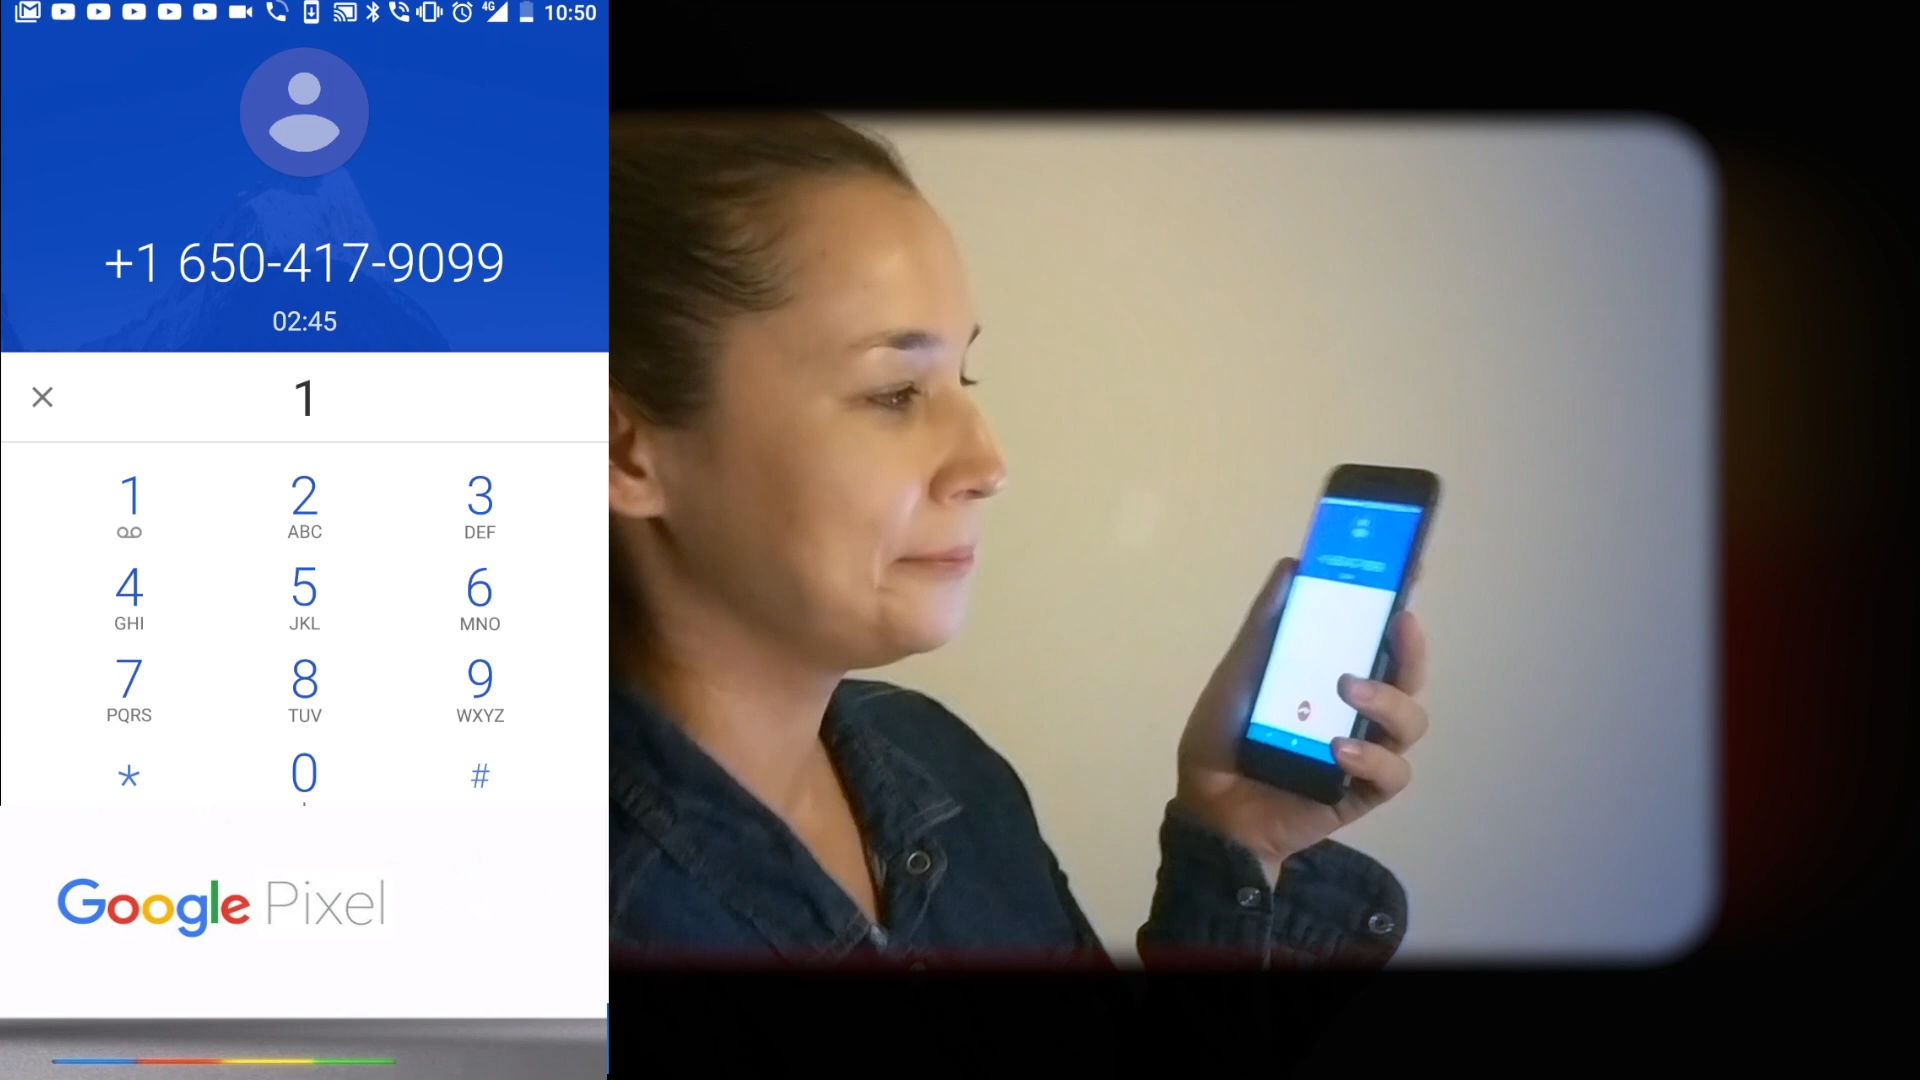 4G 10:50
+1 650-417-9099
02:45
1
1 2 3
ABC DEF
4 5 6
GHI JKL MNO
7 8 9
PQRS TUV WXYZ
* 0 #
Google Pixel